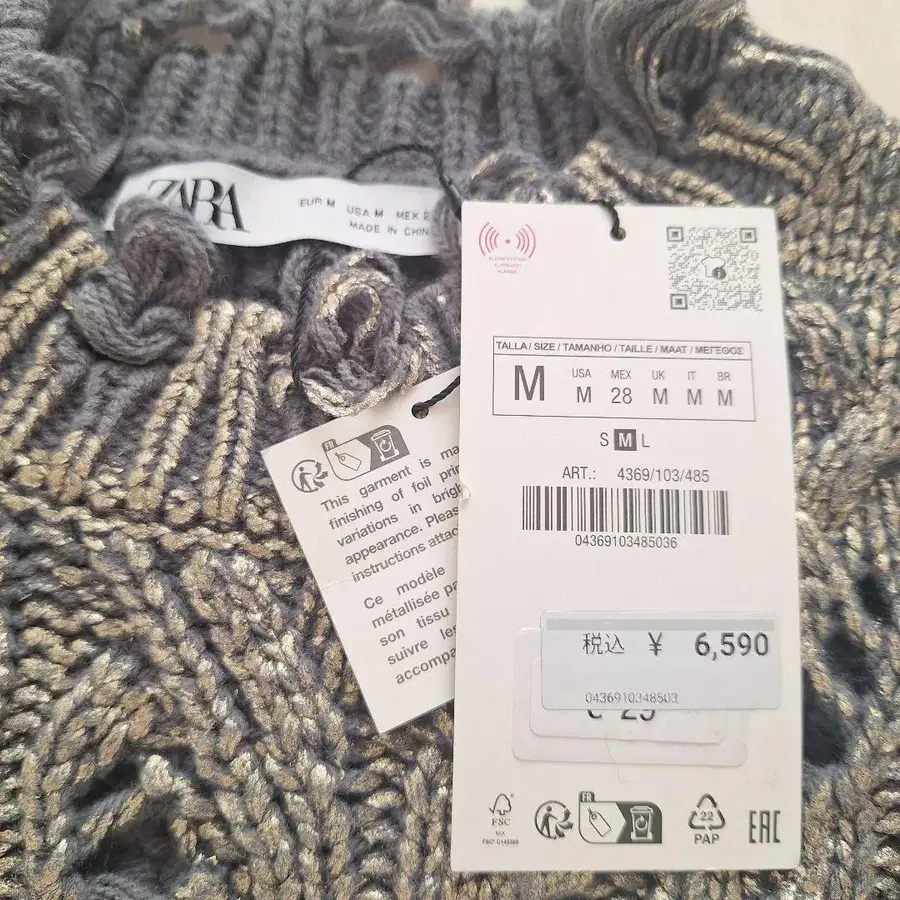 ZARA
EUR M USA M MEX 2
MADE IN CHIN
TALLA / SIZE / TAMANHO / TAILLE / MAAT / ΜΕΓΕΘΟΣ
M
USA MEX UK IT BR
M 28 M M M
S M L
ART.: 4369/103/485
04369103485036
税込 ¥ 6,590
0436910348503
FR
This garment is ma
finishing of foil prin
variations in brigh
appearance. Pleas
instructions attac
Ce modèle
métallisée pa
son tissu
suivre les
accompa
FSC
MIX
FR
22
PAP
EAC